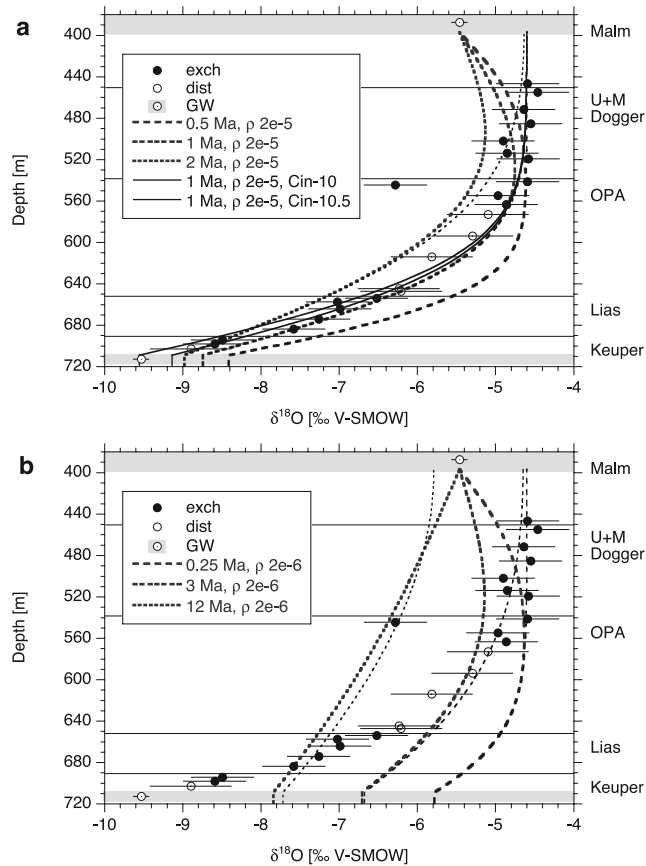 a
400
440
480
520
560
600
640
680
720
Depth [m]
exch
dist
GW
0.5 Ma, ρ 2e-5
1 Ma, ρ 2e-5
2 Ma, ρ 2e-5
1 Ma, ρ 2e-5, Cin-10
1 Ma, ρ 2e-5, Cin-10.5
Malm
U+M
Dogger
OPA
Lias
Keuper
-10 -9 -8 -7 -6 -5 -4
δ¹⁸O [‰ V-SMOW]
b
400
440
480
520
560
600
640
680
720
Depth [m]
exch
dist
GW
0.25 Ma, ρ 2e-6
3 Ma, ρ 2e-6
12 Ma, ρ 2e-6
Malm
U+M
Dogger
OPA
Lias
Keuper
-10 -9 -8 -7 -6 -5 -4
δ¹⁸O [‰ V-SMOW]